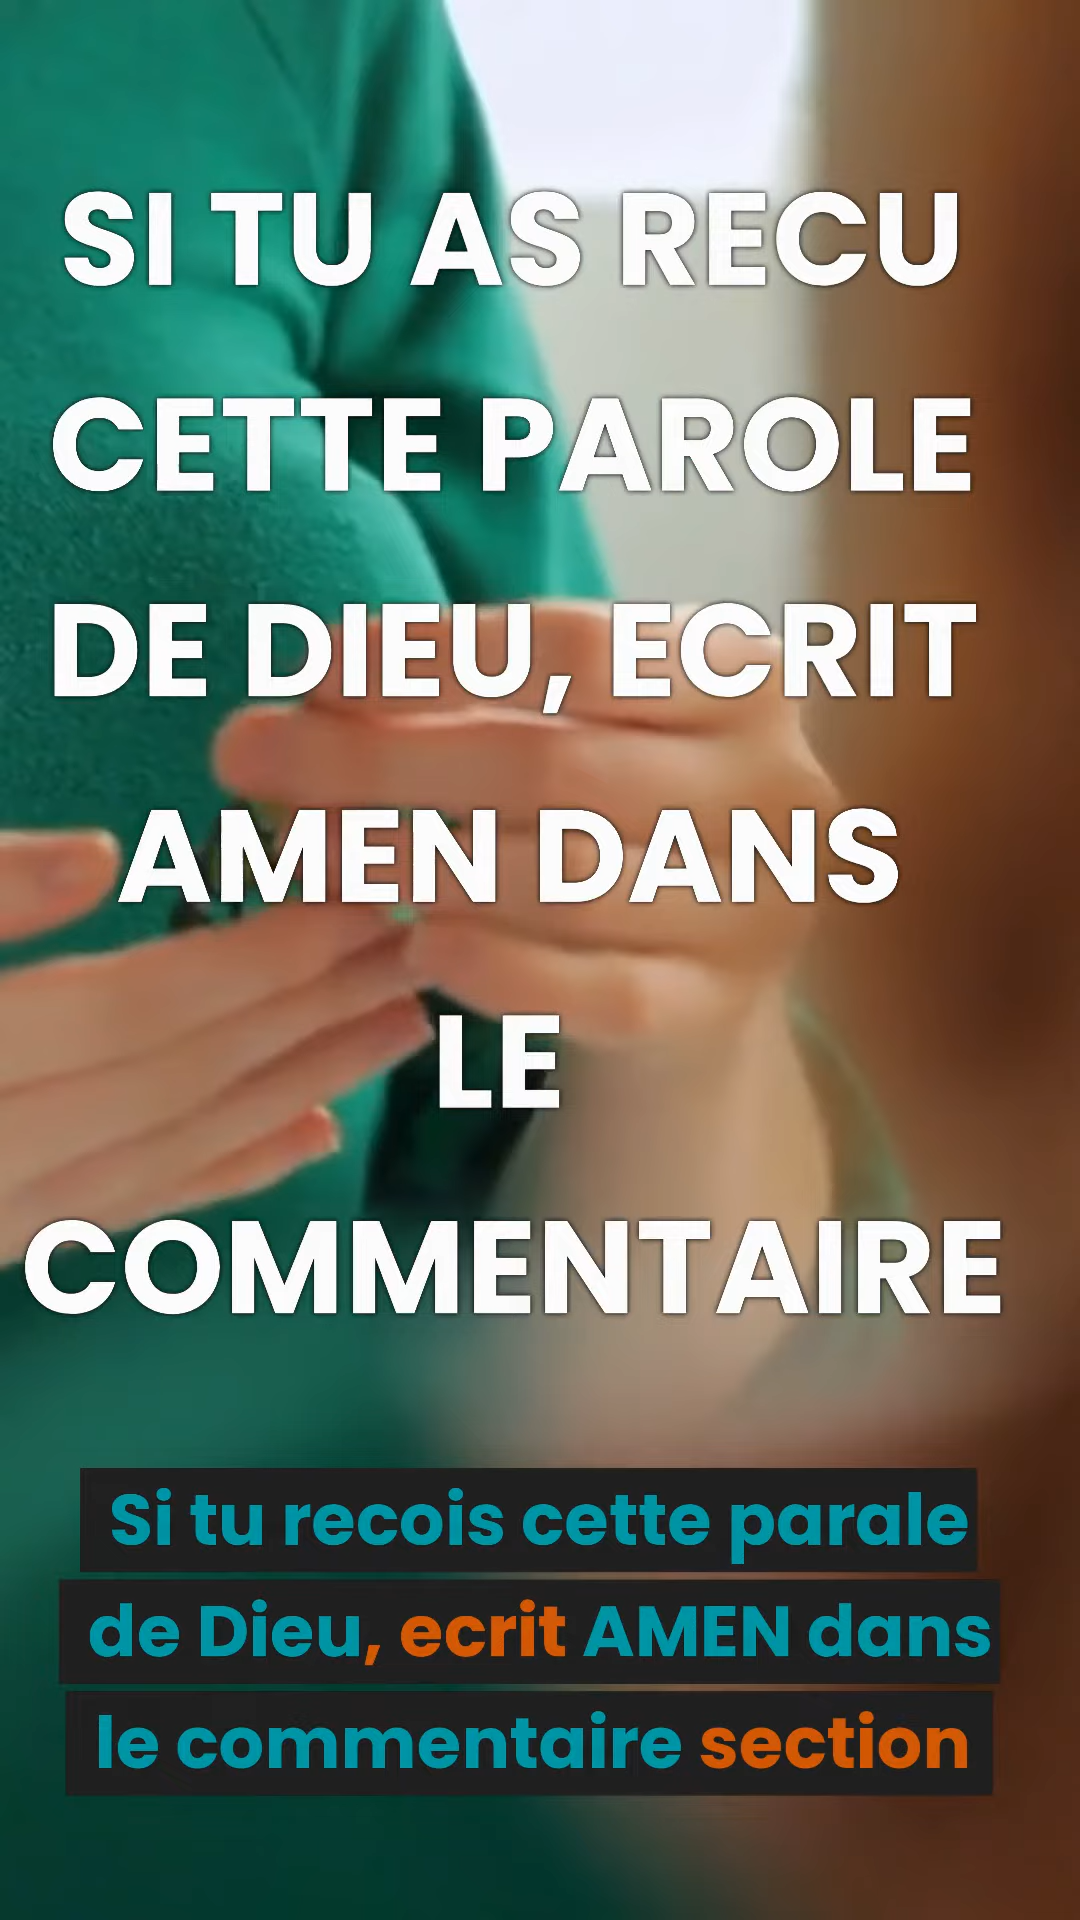 SI TU AS RECU
CETTE PAROLE
DE DIEU, ECRIT
AMEN DANS
LE
COMMENTAIRE
Si tu recois cette parale
de Dieu, ecrit AMEN dans
le commentaire section